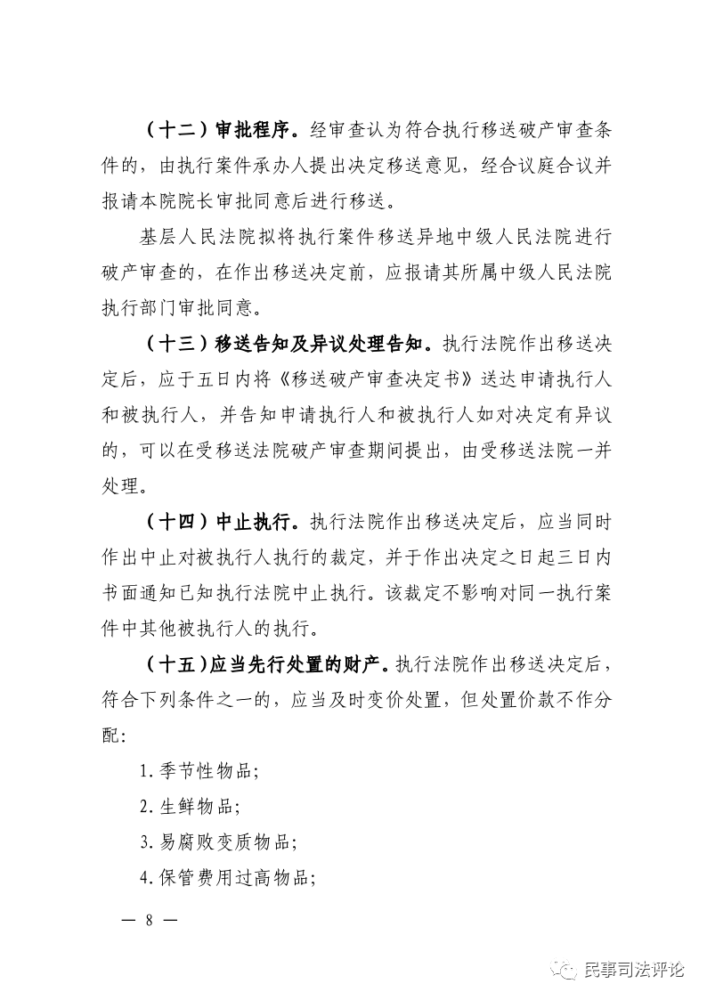 （十二）审批程序。经审查认为符合执行移送破产审查条
件的，由执行案件承办人提出决定移送意见，经合议庭合议并
报请本院院长审批同意后进行移送。
基层人民法院拟将执行案件移送异地中级人民法院进行
破产审查的，在作出移送决定前，应报请其所属中级人民法院
执行部门审批同意。
（十三）移送告知及异议处理告知。执行法院作出移送决
定后，应于五日内将《移送破产审查决定书》送达申请执行人
和被执行人，并告知申请执行人和被执行人如对决定有异议
的，可以在受移送法院破产审查期间提出，由受移送法院一并
处理。
（十四）中止执行。执行法院作出移送决定后，应当同时
作出中止对被执行人执行的裁定，并于作出决定之日起三日内
书面通知已知执行法院中止执行。该裁定不影响对同一执行案
件中其他被执行人的执行。
（十五）应当先行处置的财产。执行法院作出移送决定后，
符合下列条件之一的，应当及时变价处置，但处置价款不作分
配：
1.季节性物品；
2.生鲜物品；
3.易腐败变质物品；
4.保管费用过高物品；
— 8 —
民事司法评论